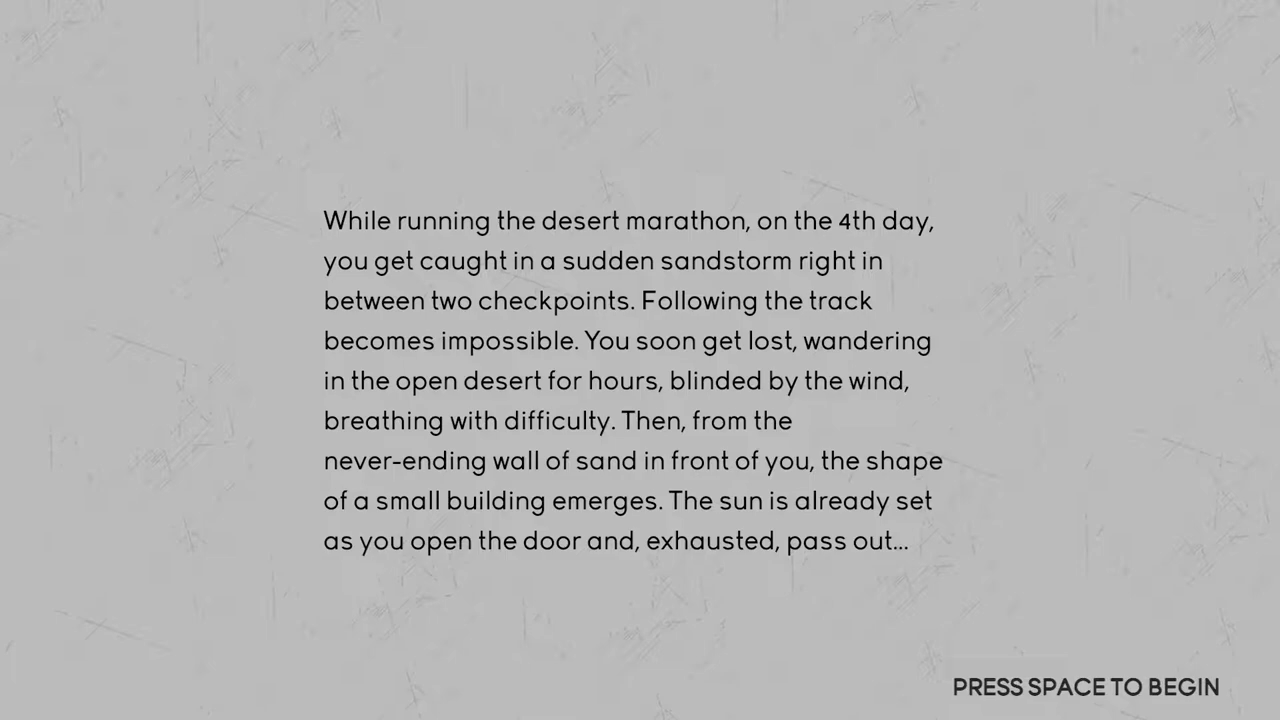 While running the desert marathon, on the 4th day,
you get caught in a sudden sandstorm right in
between two checkpoints. Following the track
becomes impossible. You soon get lost, wandering
in the open desert for hours, blinded by the wind,
breathing with difficulty. Then, from the
never-ending wall of sand in front of you, the shape
of a small building emerges. The sun is already set
as you open the door and, exhausted, pass out...
PRESS SPACE TO BEGIN